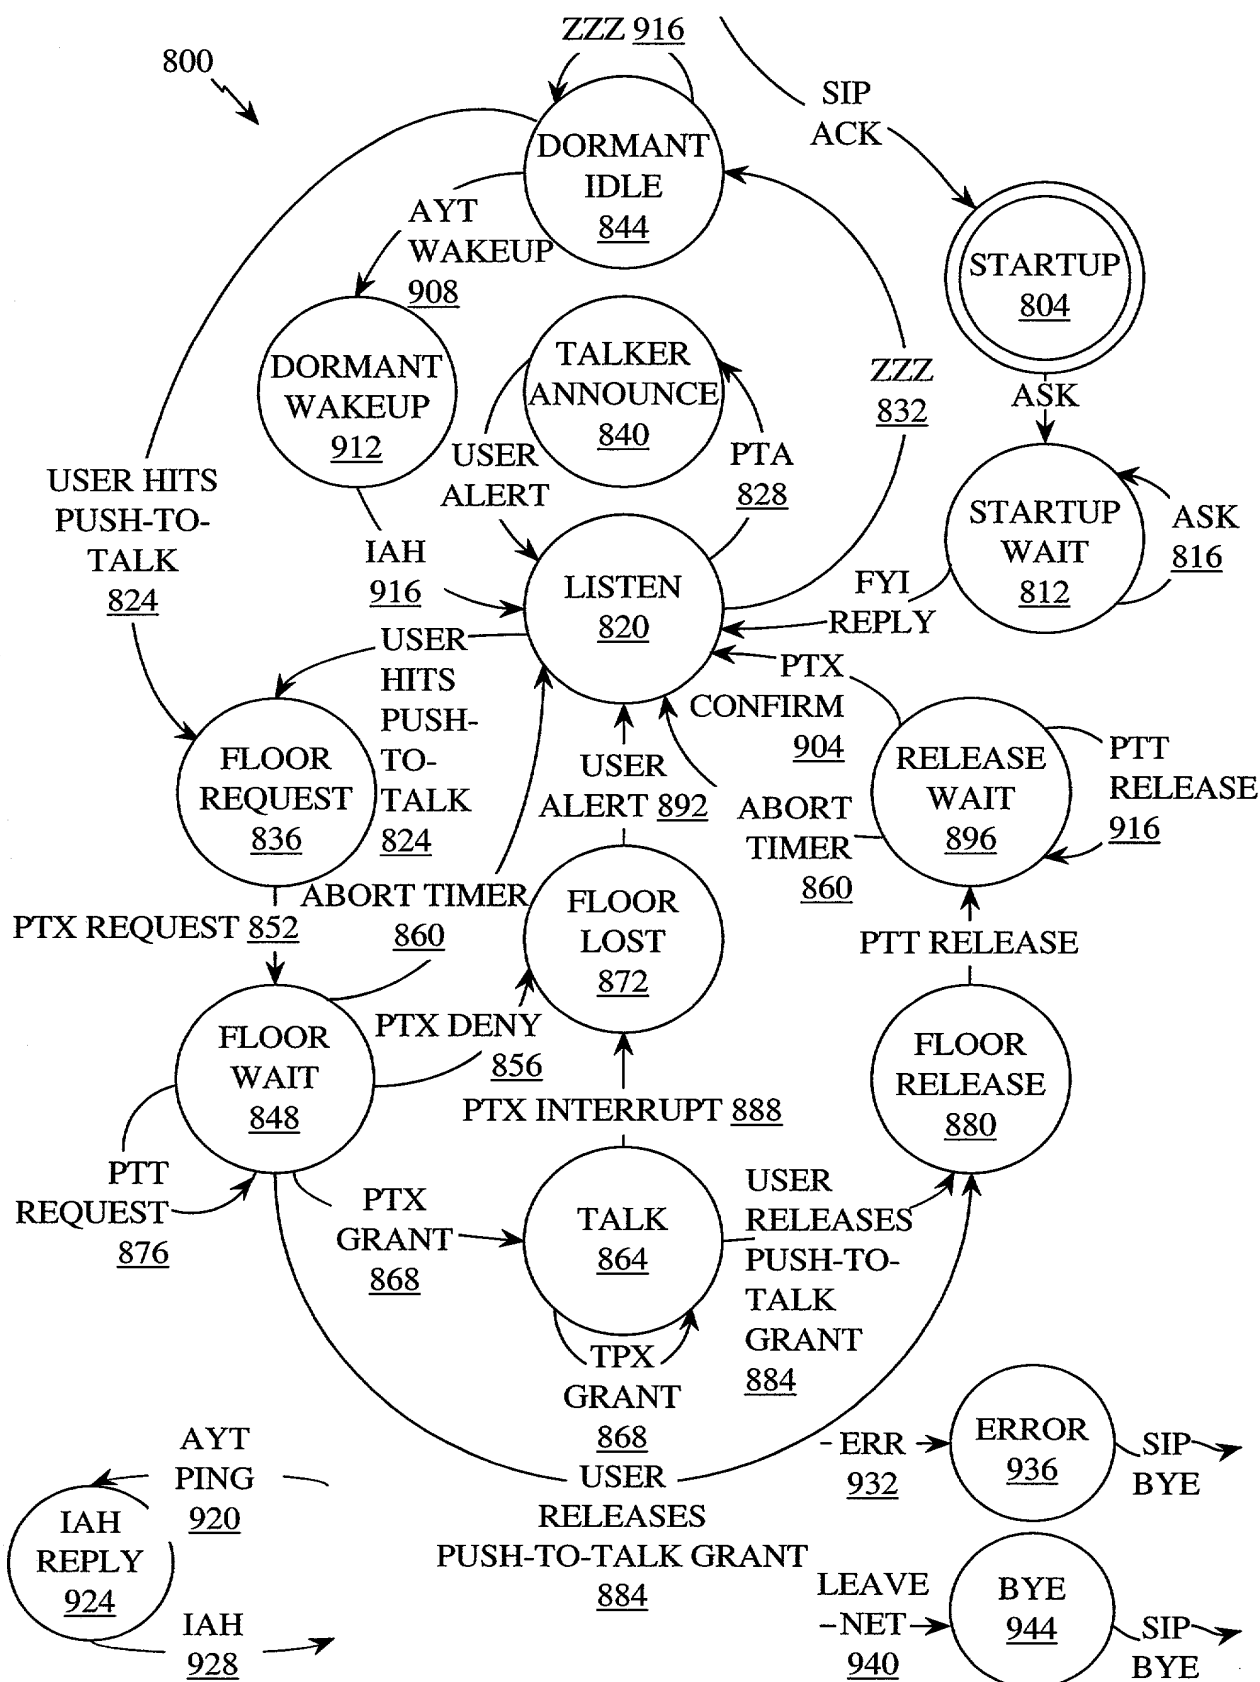 ZZZ 916
800
SIP
ACK
DORMANT
IDLE
844
AYT
WAKEUP
908
STARTUP
804
ASK
DORMANT
WAKEUP
912
TALKER
ANNOUNCE
840
ZZZ
832
USER
ALERT
PTA
828
USER HITS
PUSH-TO-
TALK
824
STARTUP
WAIT
812
ASK
816
IAH
916
LISTEN
820
FYI
REPLY
USER
HITS
PUSH-
TO-
TALK
824
PTX
CONFIRM
904
FLOOR
REQUEST
836
USER
ALERT 892
ABORT
TIMER
860
RELEASE
WAIT
896
PTT
RELEASE
916
PTX REQUEST 852
ABORT TIMER
860
FLOOR
LOST
872
PTT RELEASE
FLOOR
WAIT
848
PTX DENY
856
FLOOR
RELEASE
880
PTX INTERRUPT 888
PTT
REQUEST
876
PTX
GRANT
868
TALK
864
USER
RELEASES
PUSH-TO-
TALK
GRANT
884
TPX
GRANT
868
USER
RELEASES
PUSH-TO-TALK GRANT
884
AYT
PING
920
IAH
REPLY
924
IAH
928
ERR
932
ERROR
936
SIP
BYE
LEAVE
NET
940
BYE
944
SIP
BYE